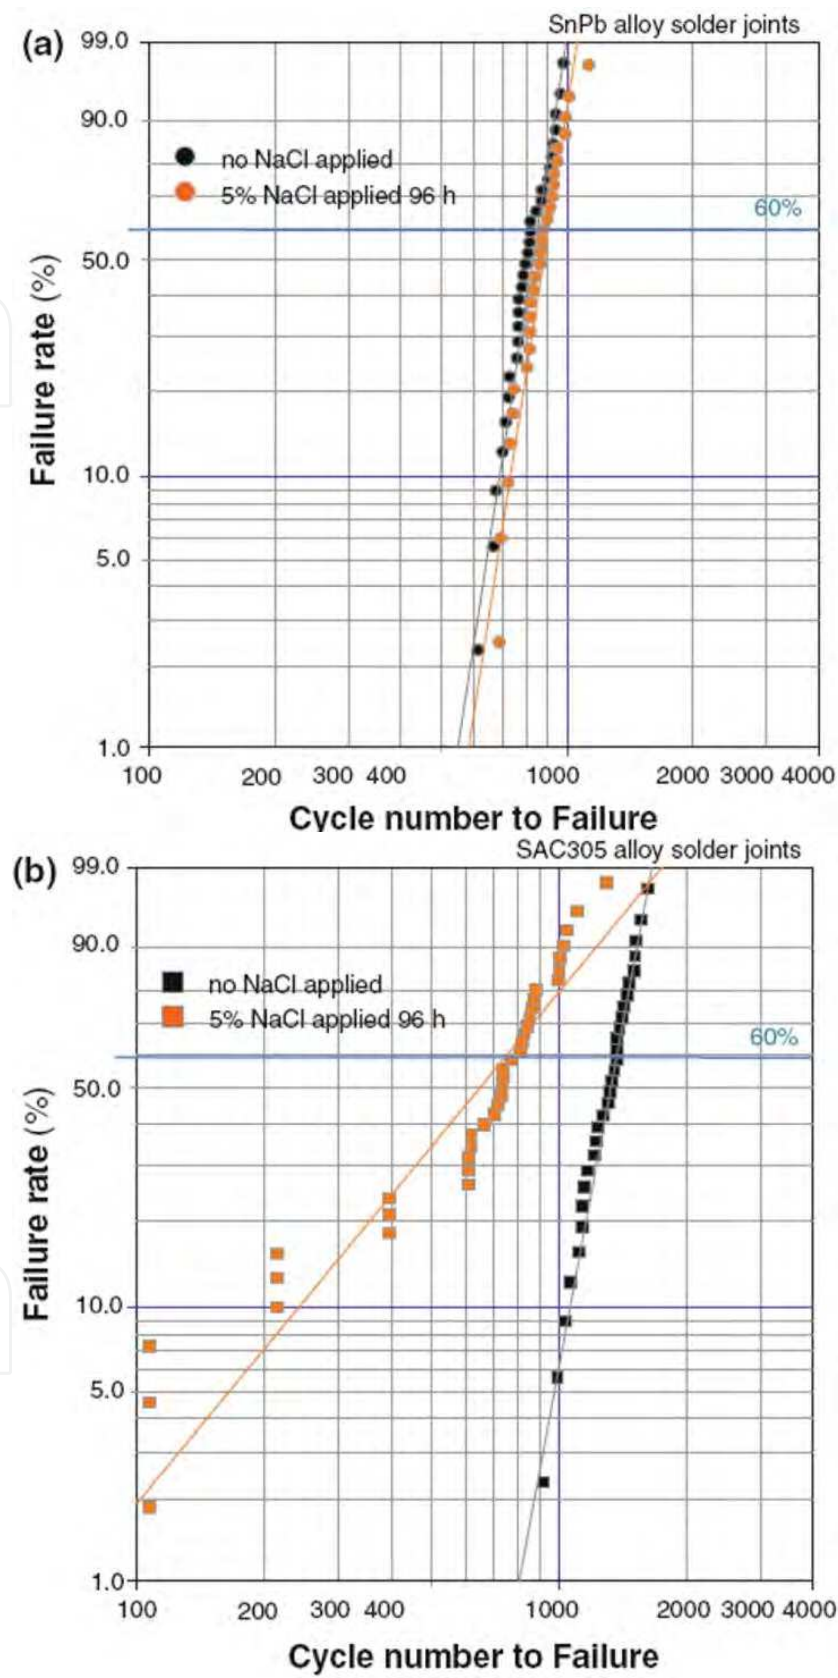 (a)
SnPb alloy solder joints
99.0
90.0
no NaCl applied
5% NaCl applied 96 h
60%
50.0
10.0
5.0
1.0
Failure rate (%)
100 200 300 400 1000 2000 3000 4000
Cycle number to Failure
(b)
SAC305 alloy solder joints
99.0
90.0
no NaCl applied
5% NaCl applied 96 h
60%
50.0
10.0
5.0
1.0
Failure rate (%)
100 200 300 400 1000 2000 3000 4000
Cycle number to Failure